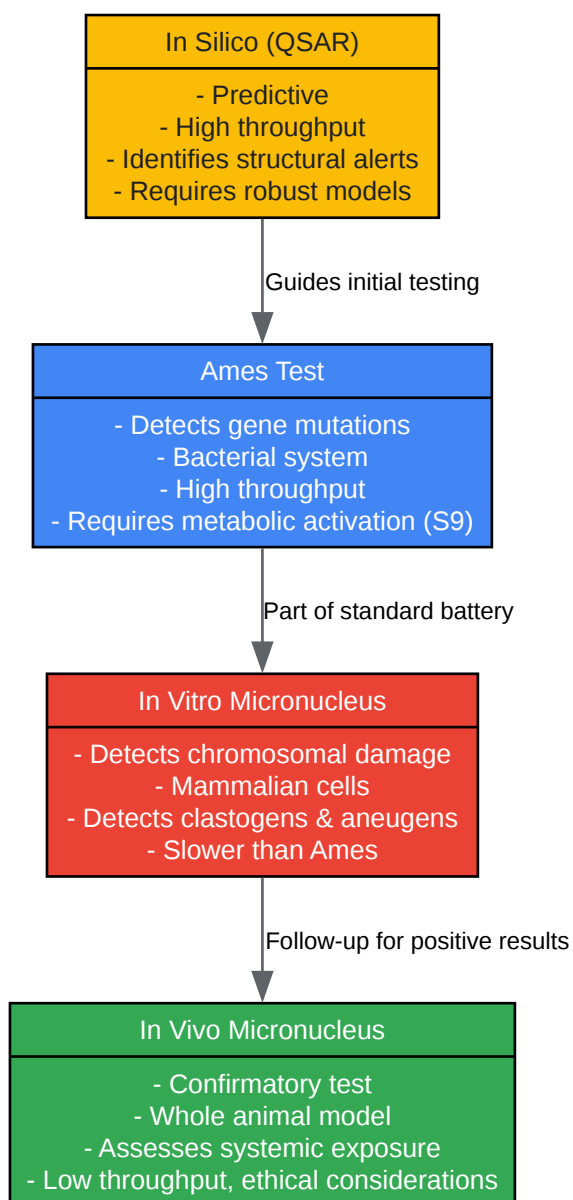 In Silico (QSAR)
- Predictive
- High throughput
- Identifies structural alerts
- Requires robust models
Guides initial testing
Ames Test
- Detects gene mutations
- Bacterial system
- High throughput
- Requires metabolic activation (S9)
Part of standard battery
In Vitro Micronucleus
- Detects chromosomal damage
- Mammalian cells
- Detects clastogens & aneugens
- Slower than Ames
Follow-up for positive results
In Vivo Micronucleus
- Confirmatory test
- Whole animal model
- Assesses systemic exposure
- Low throughput, ethical considerations